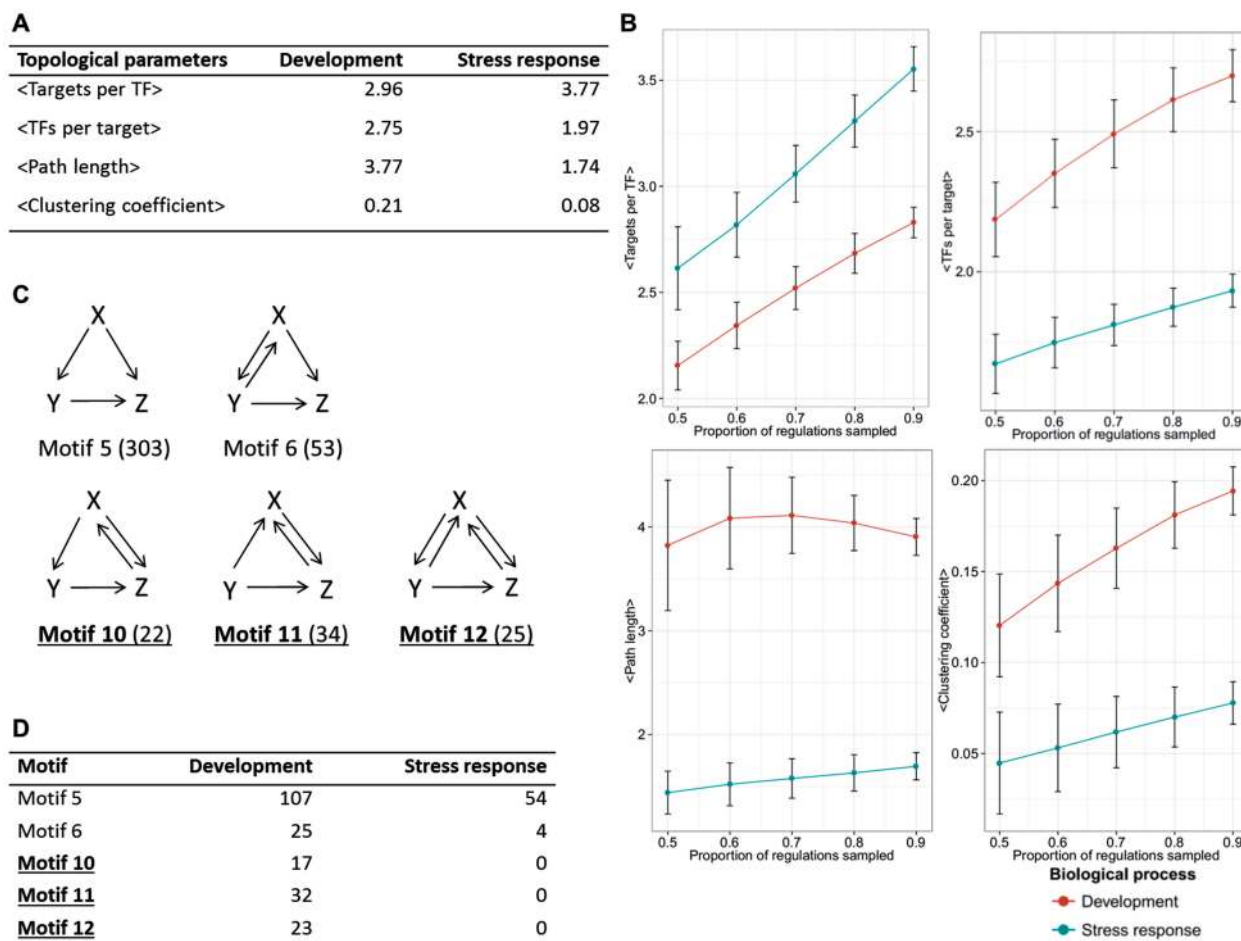 A
Topological parameters Development Stress response
<Targets per TF> 2.96 3.77
<TFs per target> 2.75 1.97
<Path length> 3.77 1.74
<Clustering coefficient> 0.21 0.08
B
<Targets per TF>
3.5
3.0
2.5
2.0
0.5 0.6 0.7 0.8 0.9
Proportion of regulations sampled
<TFs per target>
2.5
2.0
0.5 0.6 0.7 0.8 0.9
Proportion of regulations sampled
<Path length>
4
3
2
0.5 0.6 0.7 0.8 0.9
Proportion of regulations sampled
<Clustering coefficient>
0.20
0.15
0.10
0.05
0.5 0.6 0.7 0.8 0.9
Proportion of regulations sampled
Biological process
Development
Stress response
C
X X
Y Z Y Z
Motif 5 (303) Motif 6 (53)
X X X
Y Z Y Z Y Z
Motif 10 (22) Motif 11 (34) Motif 12 (25)
D
Motif Development Stress response
Motif 5 107 54
Motif 6 25 4
Motif 10 17 0
Motif 11 32 0
Motif 12 23 0